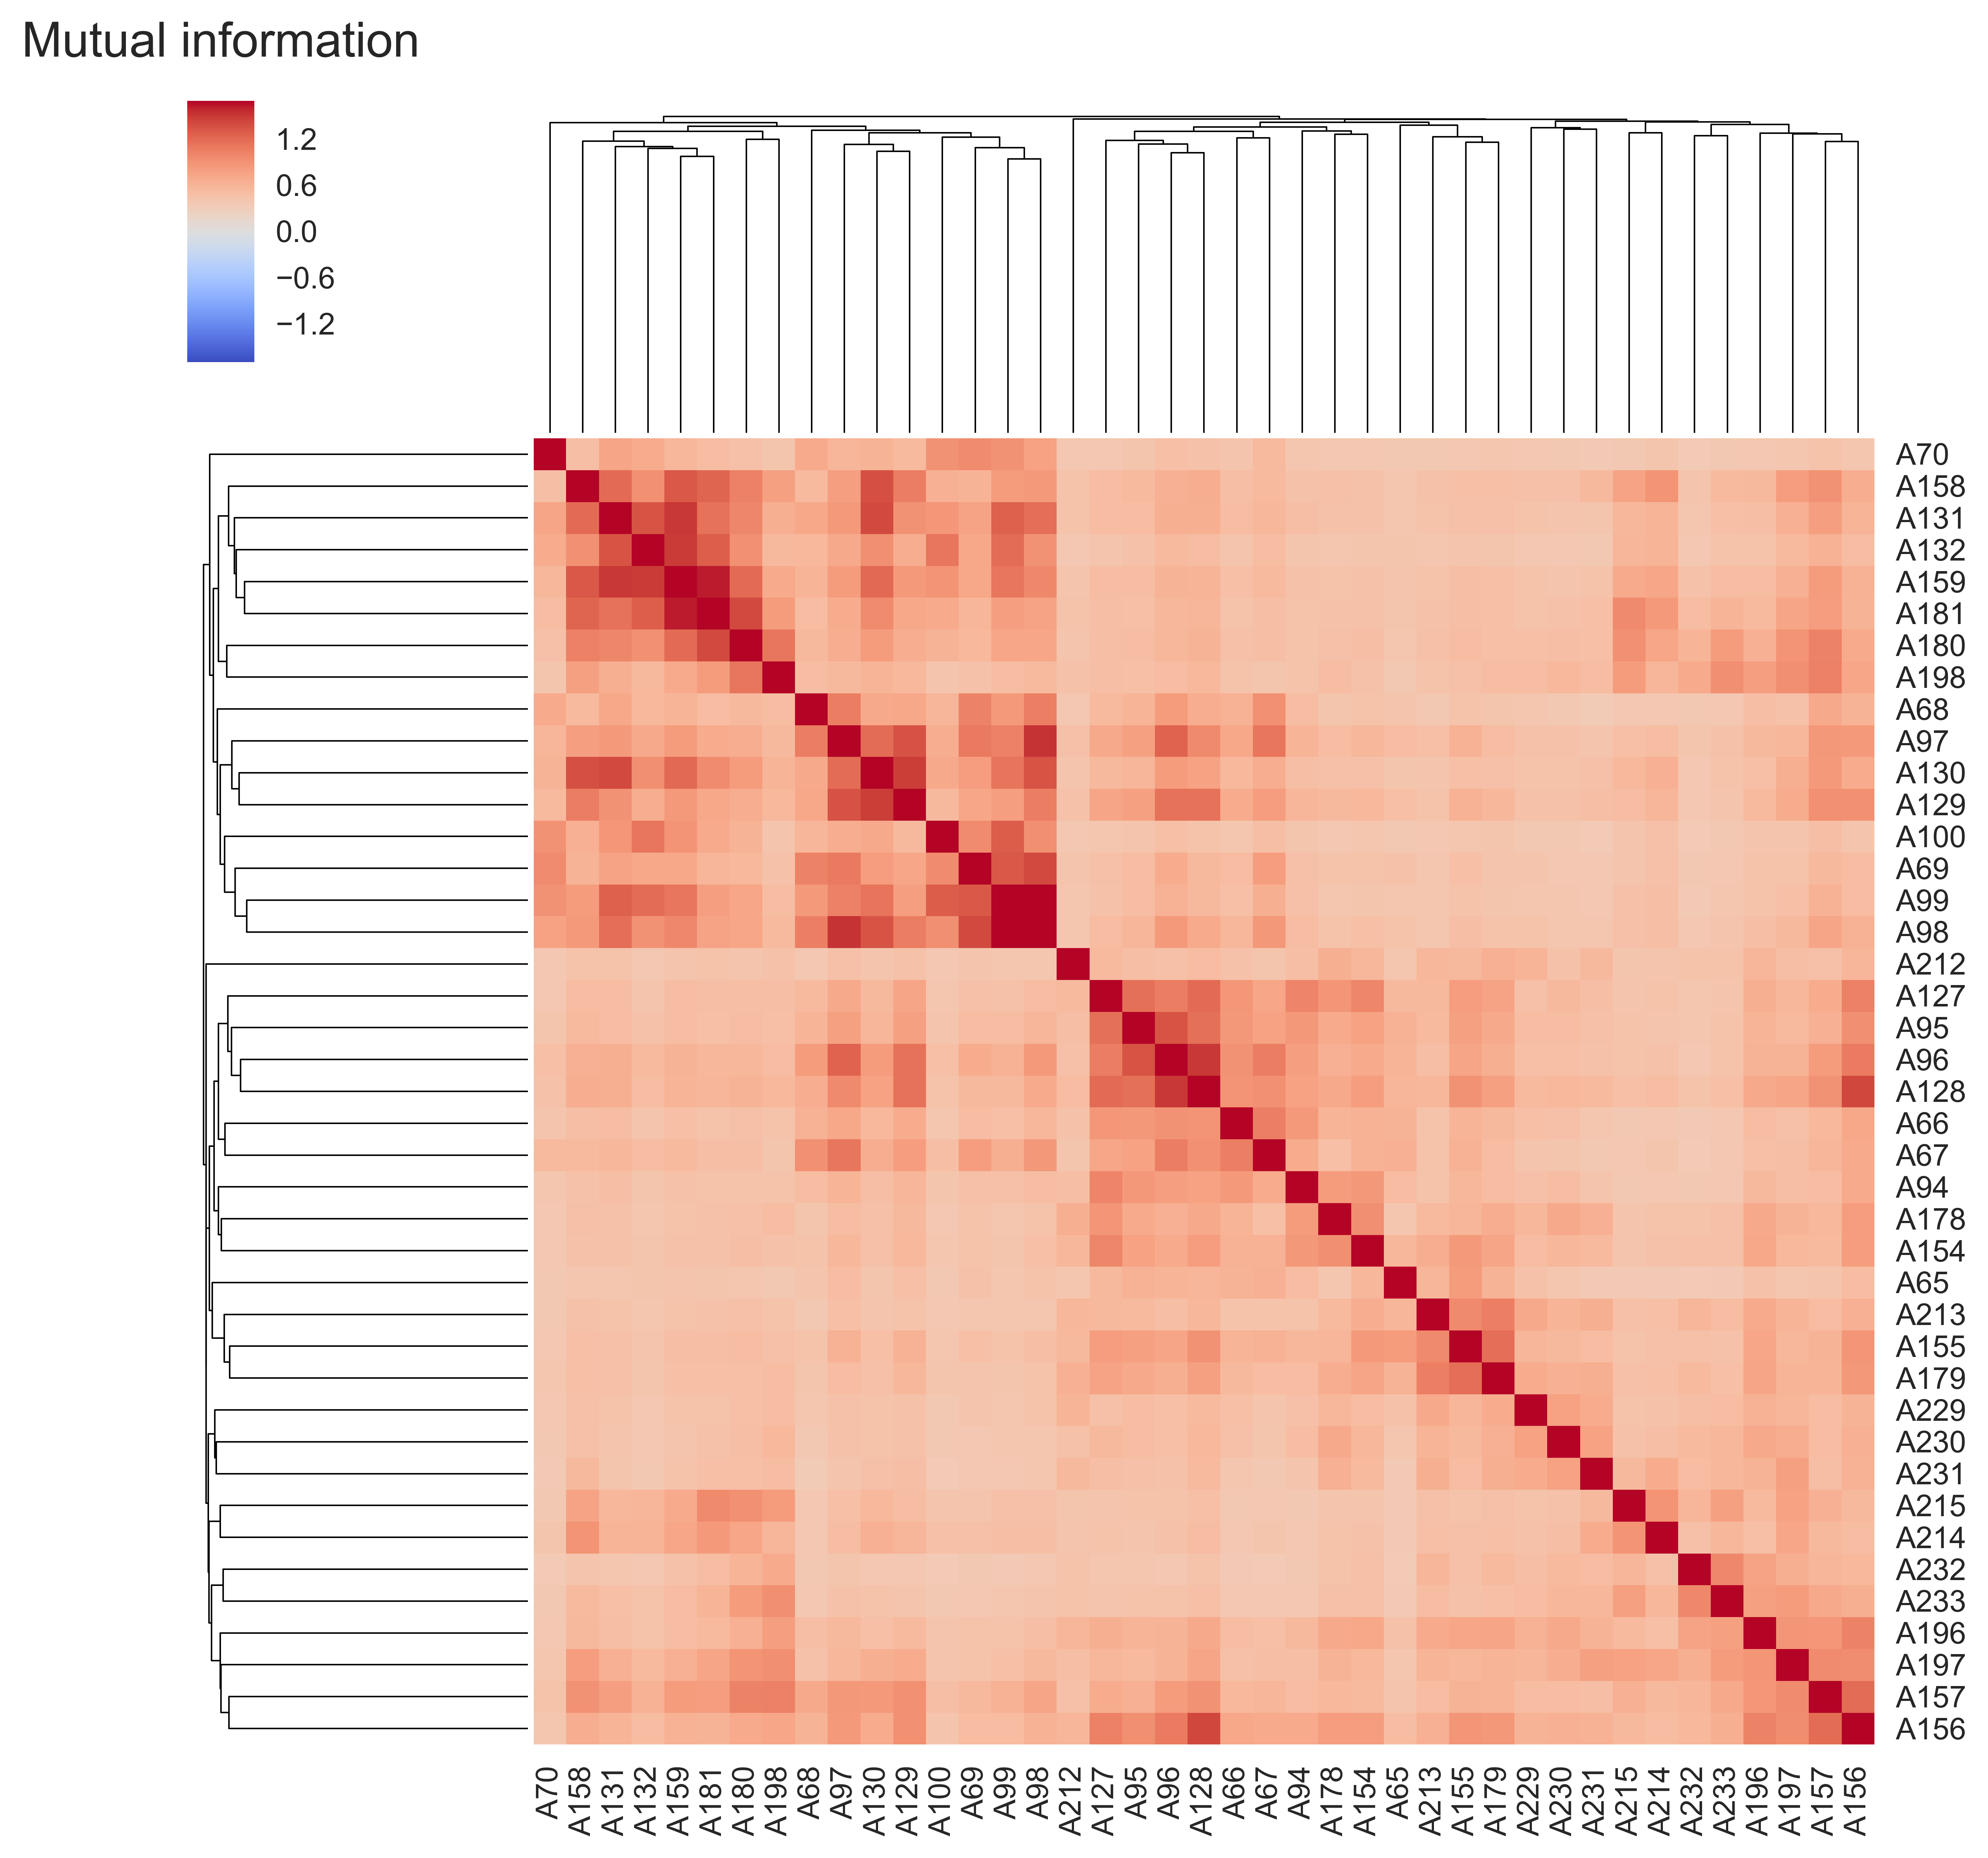 Mutual information
1.2
0.6
0.0
−0.6
−1.2
A70
A158
A131
A132
A159
A181
A180
A198
A68
A97
A130
A129
A100
A69
A99
A98
A212
A127
A95
A96
A128
A66
A67
A94
A178
A154
A65
A213
A155
A179
A229
A230
A231
A215
A214
A232
A233
A196
A197
A157
A156
A70
A158
A131
A132
A159
A181
A180
A198
A68
A97
A130
A129
A100
A69
A99
A98
A212
A127
A95
A96
A128
A66
A67
A94
A178
A154
A65
A213
A155
A179
A229
A230
A231
A215
A214
A232
A233
A196
A197
A157
A156